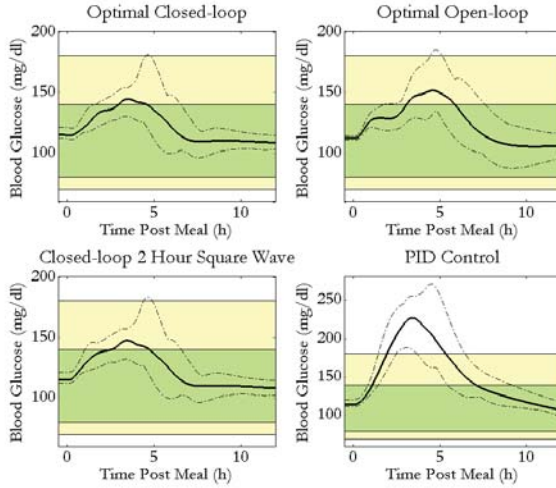 Optimal Closed-loop
Blood Glucose (mg/dl)
200
150
100
0
5
10
Time Post Meal (h)
Optimal Open-loop
Blood Glucose (mg/dl)
200
150
100
0
5
10
Time Post Meal (h)
Closed-loop 2 Hour Square Wave
Blood Glucose (mg/dl)
200
150
100
0
5
10
Time Post Meal (h)
PID Control
Blood Glucose (mg/dl)
250
200
150
100
0
5
10
Time Post Meal (h)